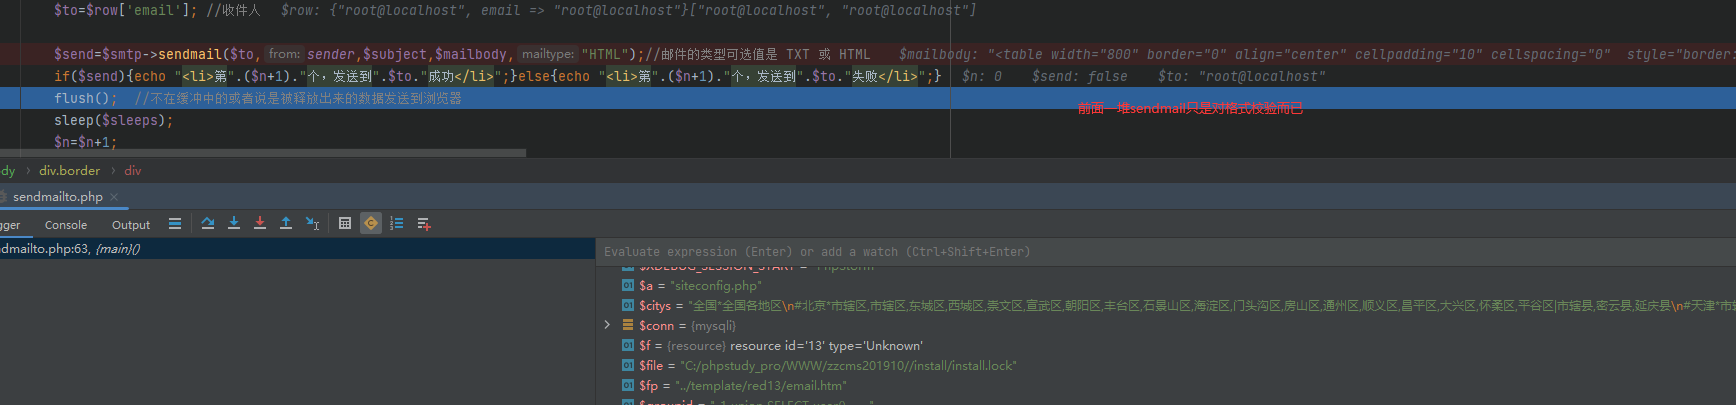 $to=$row['email']; //收件人   $row: {"root@localhost", email => "root@localhost"}["root@localhost", "root@localhost"]
$send=$smtp->sendmail($to, from: sender,$subject,$mailbody, mailtype: "HTML");//邮件的类型可选值是 TXT 或 HTML   $mailbody: "<table width="800" border="0" align="center" cellpadding="10" cellspacing="0"  style="border:
if($send){echo "<li>第".($n+1)."个，发送到".$to."成功</li>";}else{echo "<li>第".($n+1)."个，发送到".$to."失败</li>";}   $n: 0   $send: false   $to: "root@localhost"
flush();  //不在缓冲中的或者说是被释放出来的数据发送到浏览器
前面一堆sendmail只是对格式校验而已
sleep($sleeps);
$n=$n+1;
dy › div.border › div
sendmailto.php ×
gger Console Output
dmailto.php:63, {main}()
Evaluate expression (Enter) or add a watch (Ctrl+Shift+Enter)
$XDEBUG_SESSION_START = "Phpstorm"
$a = "siteconfig.php"
$citys = "全国*全国各地区\n#北京*市辖区,市辖区,东城区,西城区,崇文区,宣武区,朝阳区,丰台区,石景山区,海淀区,门头沟区,房山区,通州区,顺义区,昌平区,大兴区,怀柔区,平谷区|市辖县,密云县,延庆县\n#天津*市
$conn = {mysqli}
$f = {resource} resource id='13' type='Unknown'
$file = "C:/phpstudy_pro/WWW/zzcms201910//install/install.lock"
$fp = "../template/red13/email.htm"